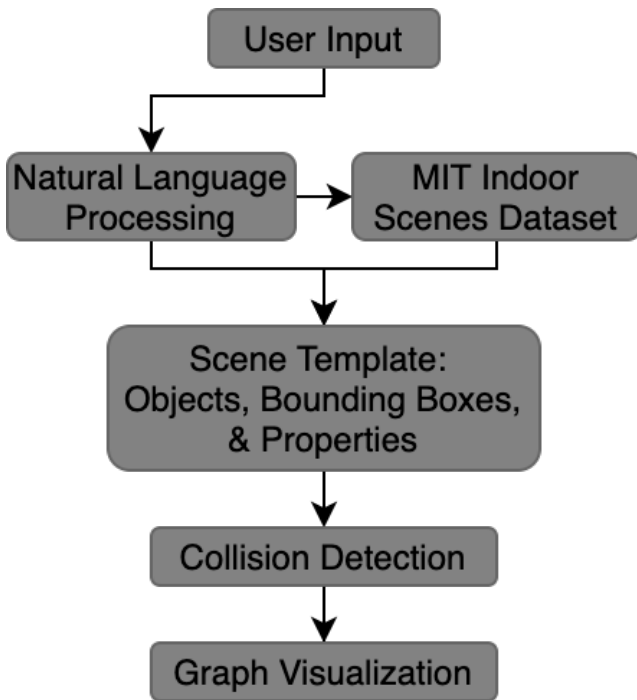 User Input
Natural Language
Processing
MIT Indoor
Scenes Dataset
Scene Template:
Objects, Bounding Boxes,
& Properties
Collision Detection
Graph Visualization